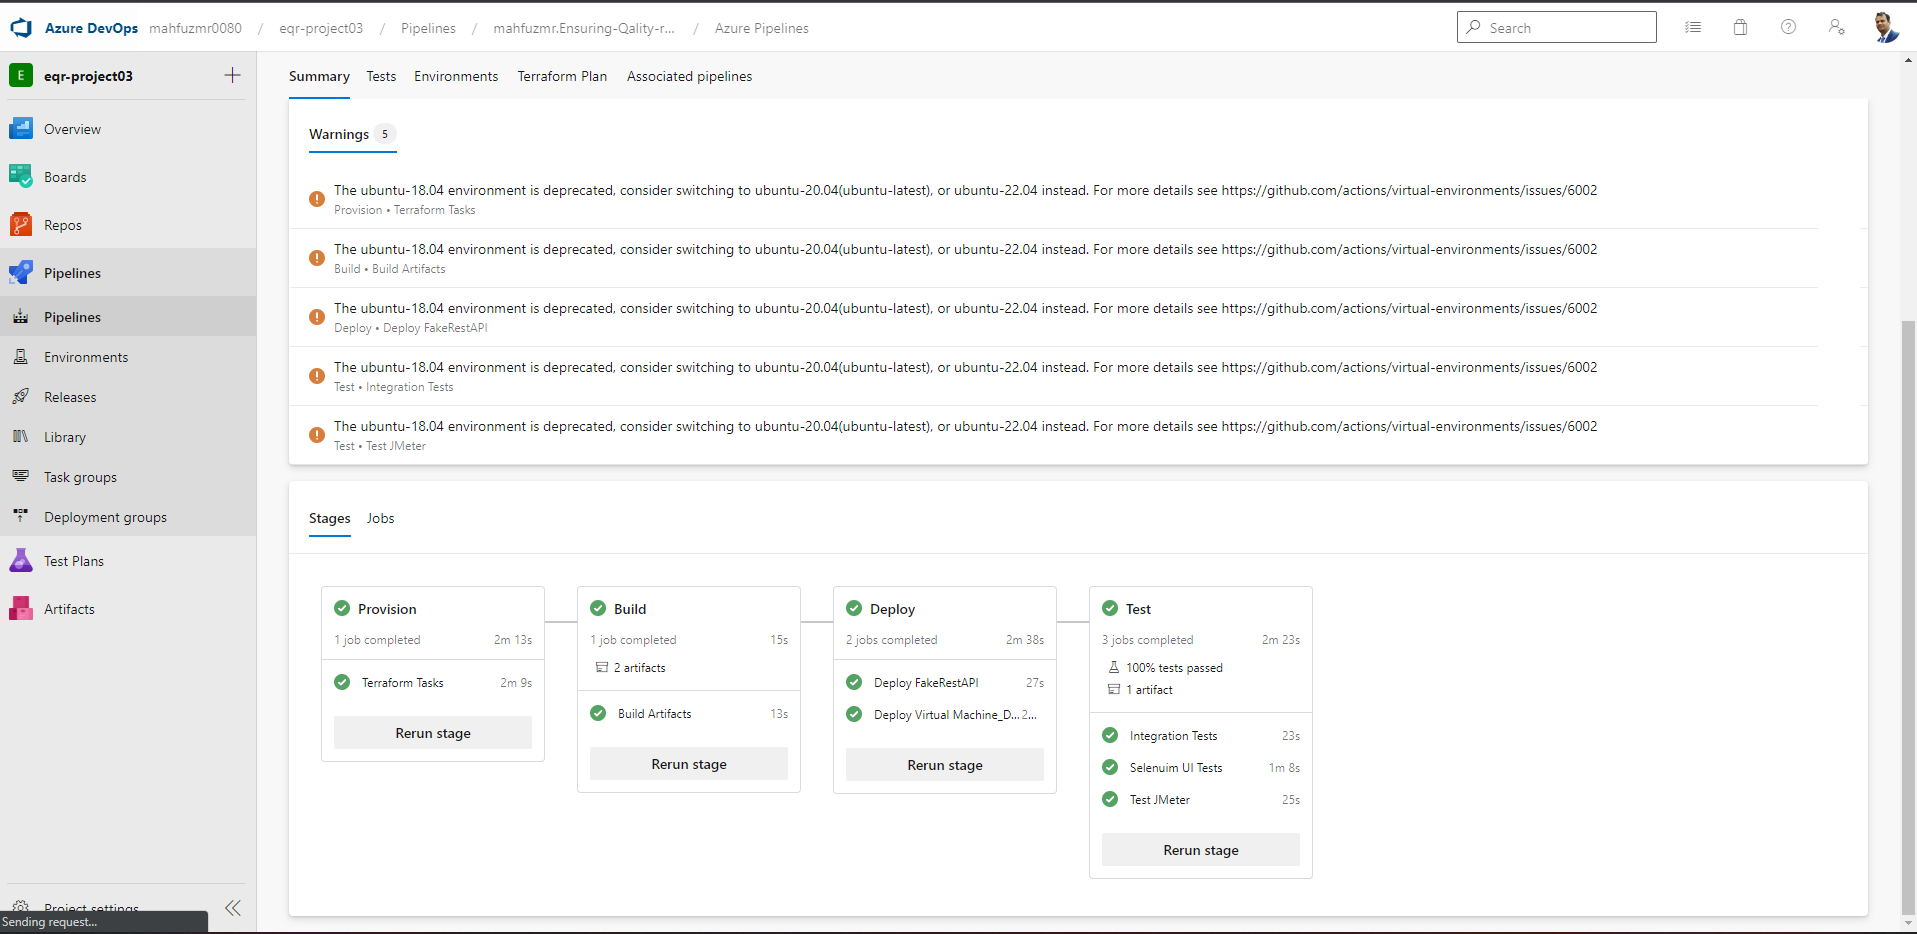 Azure DevOps mahfuzmr0080 / eqr-project03 / Pipelines / mahfuzmr.Ensuring-Qality-r... / Azure Pipelines
Search
E eqr-project03
Overview
Boards
Repos
Pipelines
Pipelines
Environments
Releases
Library
Task groups
Deployment groups
Test Plans
Artifacts
Project settings
Sending request...
Summary Tests Environments Terraform Plan Associated pipelines
Warnings 5
The ubuntu-18.04 environment is deprecated, consider switching to ubuntu-20.04(ubuntu-latest), or ubuntu-22.04 instead. For more details see https://github.com/actions/virtual-environments/issues/6002
Provision • Terraform Tasks
The ubuntu-18.04 environment is deprecated, consider switching to ubuntu-20.04(ubuntu-latest), or ubuntu-22.04 instead. For more details see https://github.com/actions/virtual-environments/issues/6002
Build • Build Artifacts
The ubuntu-18.04 environment is deprecated, consider switching to ubuntu-20.04(ubuntu-latest), or ubuntu-22.04 instead. For more details see https://github.com/actions/virtual-environments/issues/6002
Deploy • Deploy FakeRestAPI
The ubuntu-18.04 environment is deprecated, consider switching to ubuntu-20.04(ubuntu-latest), or ubuntu-22.04 instead. For more details see https://github.com/actions/virtual-environments/issues/6002
Test • Integration Tests
The ubuntu-18.04 environment is deprecated, consider switching to ubuntu-20.04(ubuntu-latest), or ubuntu-22.04 instead. For more details see https://github.com/actions/virtual-environments/issues/6002
Test • Test JMeter
Stages Jobs
Provision
1 job completed 2m 13s
Terraform Tasks 2m 9s
Rerun stage
Build
1 job completed 15s
2 artifacts
Build Artifacts 13s
Rerun stage
Deploy
2 jobs completed 2m 38s
Deploy FakeRestAPI 27s
Deploy Virtual Machine_D... 2...
Rerun stage
Test
3 jobs completed 2m 23s
100% tests passed
1 artifact
Integration Tests 23s
Selenuim UI Tests 1m 8s
Test JMeter 25s
Rerun stage